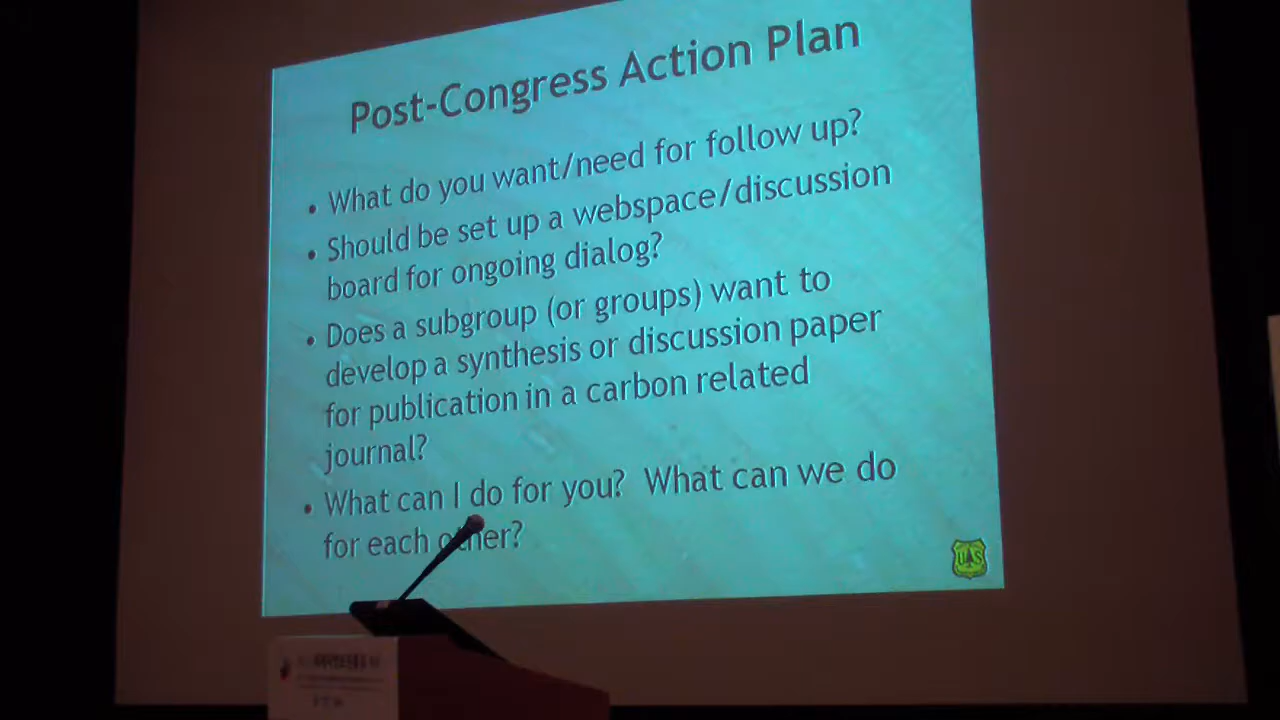 Post-Congress Action Plan
• What do you want/need for follow up?
• Should be set up a webspace/discussion
board for ongoing dialog?
• Does a subgroup (or groups) want to
develop a synthesis or discussion paper
for publication in a carbon related
journal?
• What can I do for you? What can we do
for each other?
U S